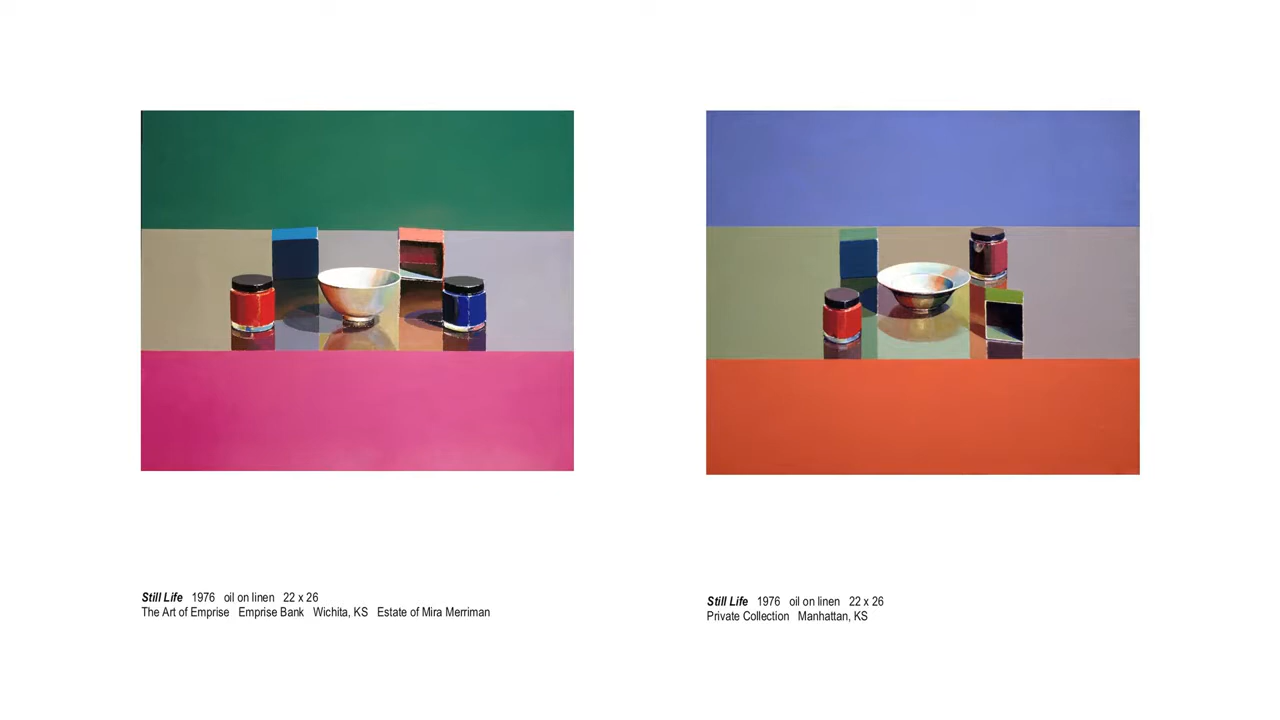 Still Life 1976 oil on linen 22 x 26
The Art of Emprise Emprise Bank Wichita, KS Estate of Mira Merriman
Still Life 1976 oil on linen 22 x 26
Private Collection Manhattan, KS